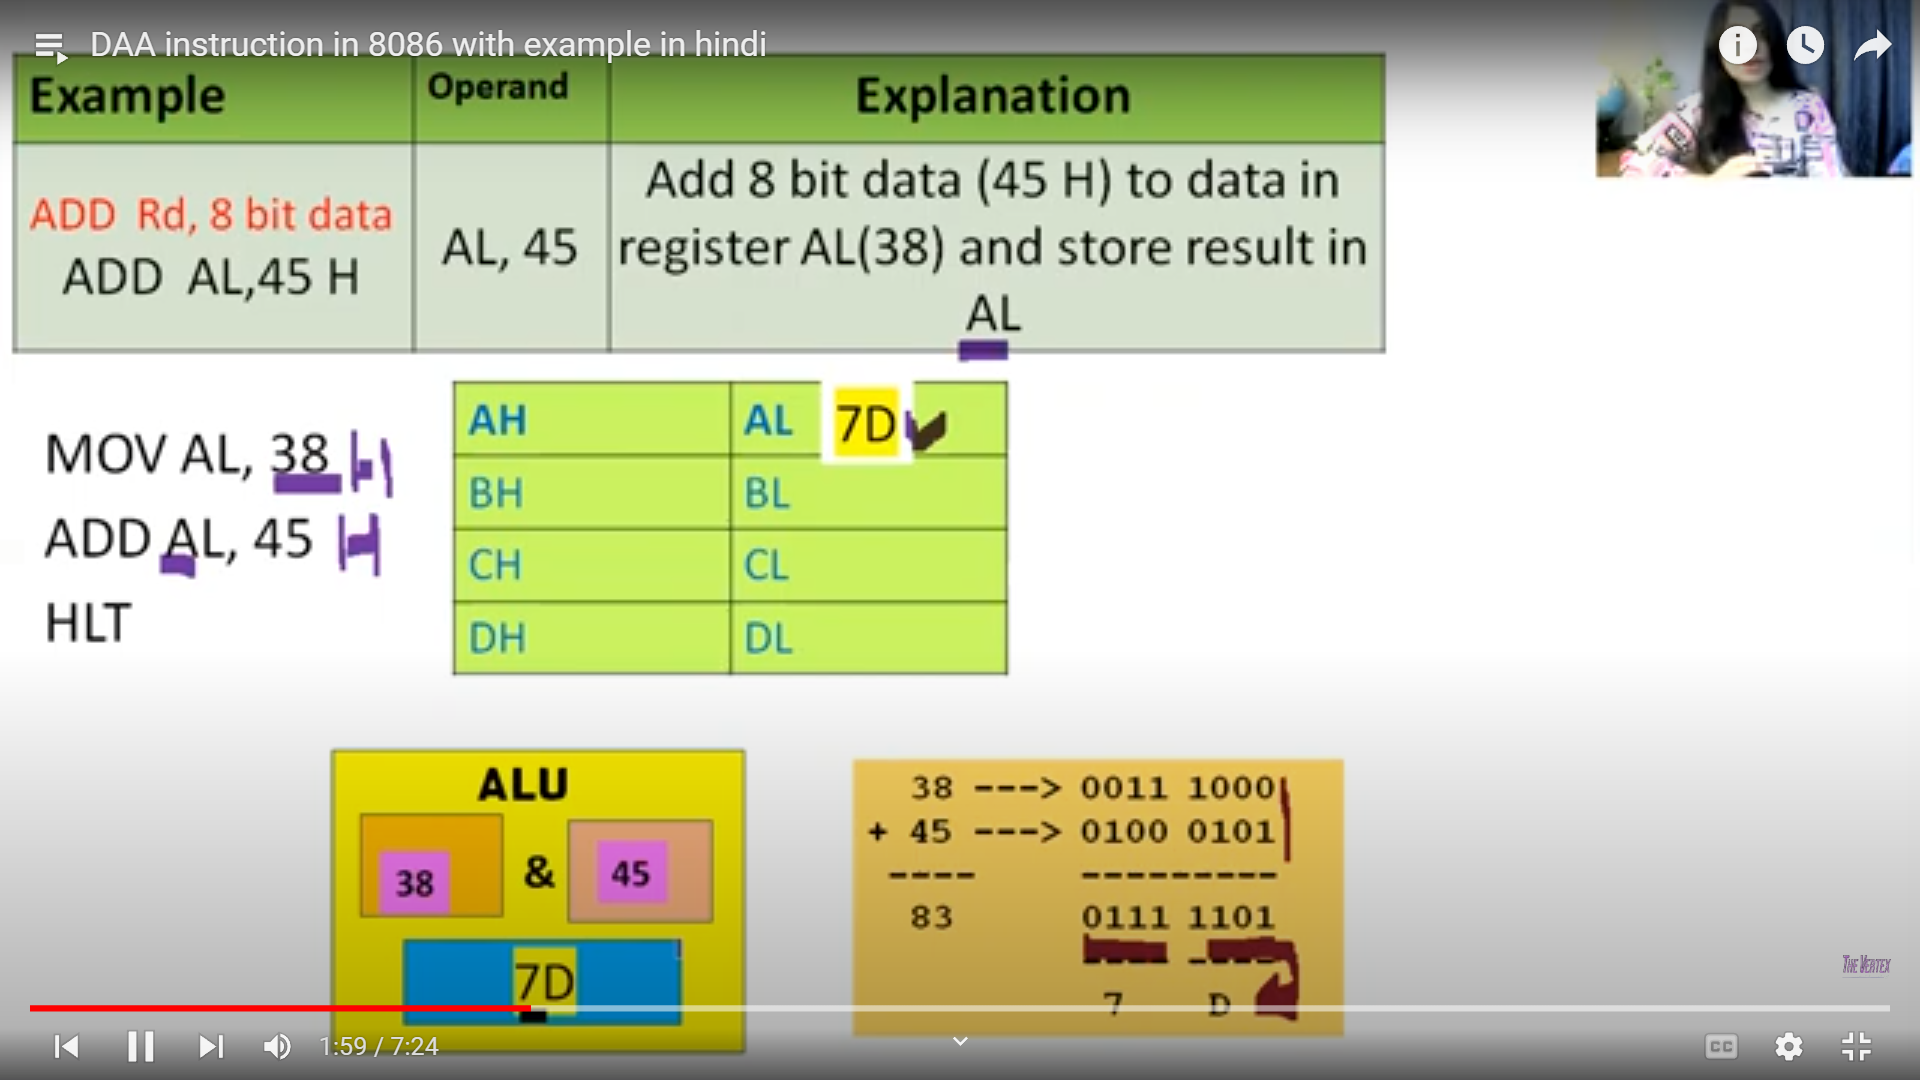 DAA instruction in 8086 with example in hindi
Example
Operand
Explanation
ADD Rd, 8 bit data
ADD AL,45 H
AL, 45
Add 8 bit data (45 H) to data in
register AL(38) and store result in
AL
MOV AL, 38 H
ADD AL, 45 H
HLT
AH
AL 7D
BH
BL
CH
CL
DH
DL
ALU
38 & 45
7D
38 ---> 0011 1000
+ 45 ---> 0100 0101
---- ---------
83 0111 1101
---- ----
7 D
THE VERTEX
1:59 / 7:24
CC